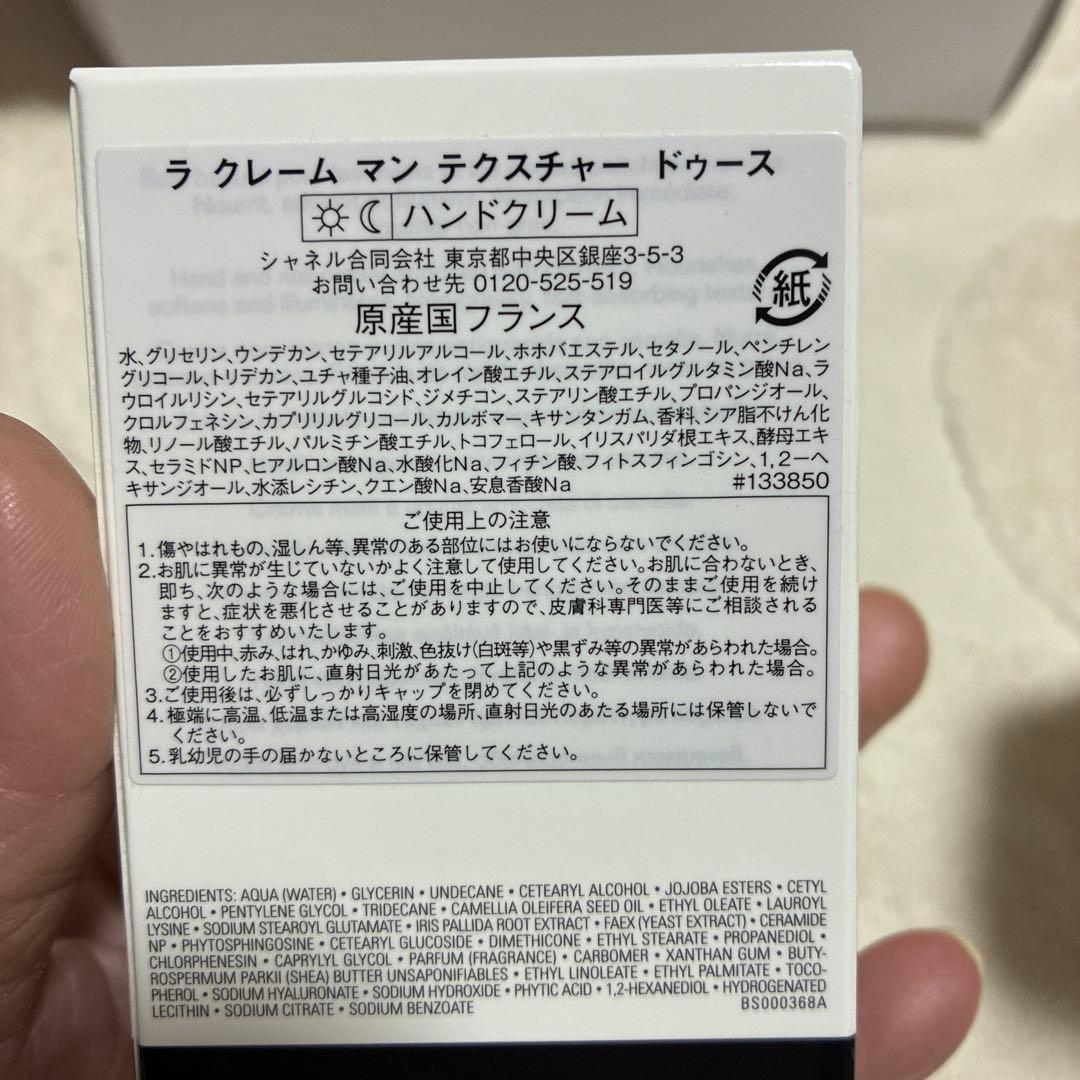 ラ クレーム マン テクスチャー ドゥース
ハンドクリーム
シャネル合同会社 東京都中央区銀座3-5-3
お問い合わせ先 0120-525-519
紙
原産国フランス
水、グリセリン、ウンデカン、セテアリルアルコール、ホホバエステル、セタノール、ペンチレン
グリコール、トリデカン、ユチャ種子油、オレイン酸エチル、ステアロイルグルタミン酸Na、ラ
ウロイルリシン、セテアリルグルコシド、ジメチコン、ステアリン酸エチル、プロパンジオール、
クロルフェネシン、カプリリルグリコール、カルボマー、キサンタンガム、香料、シア脂不けん化
物、リノール酸エチル、パルミチン酸エチル、トコフェロール、イリスパリダ根エキス、酵母エキ
ス、セラミドNP、ヒアルロン酸Na、水酸化Na、フィチン酸、フィトスフィンゴシン、1,2-ヘ
キサンジオール、水添レシチン、クエン酸Na、安息香酸Na #133850
ご使用上の注意
1.傷やはれもの、湿しん等、異常のある部位にはお使いにならないでください。
2.お肌に異常が生じていないかよく注意して使用してください。お肌に合わないとき、
即ち、次のような場合には、ご使用を中止してください。そのままご使用を続け
ますと、症状を悪化させることがありますので、皮膚科専門医等にご相談される
ことをおすすめいたします。
①使用中、赤み、はれ、かゆみ、刺激、色抜け(白斑等)や黒ずみ等の異常があらわれた場合。
②使用したお肌に、直射日光があたって上記のような異常があらわれた場合。
3.ご使用後は、必ずしっかりキャップを閉めてください。
4.極端に高温、低温または高湿度の場所、直射日光のあたる場所には保管しないで
ください。
5.乳幼児の手の届かないところに保管してください。
INGREDIENTS: AQUA (WATER) • GLYCERIN • UNDECANE • CETEARYL ALCOHOL • JOJOBA ESTERS • CETYL
ALCOHOL • PENTYLENE GLYCOL • TRIDECANE • CAMELLIA OLEIFERA SEED OIL • ETHYL OLEATE • LAUROYL
LYSINE • SODIUM STEAROYL GLUTAMATE • IRIS PALLIDA ROOT EXTRACT • FAEX (YEAST EXTRACT) • CERAMIDE
NP • PHYTOSPHINGOSINE • CETEARYL GLUCOSIDE • DIMETHICONE • ETHYL STEARATE • PROPANEDIOL •
CHLORPHENESIN • CAPRYLYL GLYCOL • PARFUM (FRAGRANCE) • CARBOMER • XANTHAN GUM • BUTY-
ROSPERMUM PARKII (SHEA) BUTTER UNSAPONIFIABLES • ETHYL LINOLEATE • ETHYL PALMITATE • TOCO-
PHEROL • SODIUM HYALURONATE • SODIUM HYDROXIDE • PHYTIC ACID • 1,2-HEXANEDIOL • HYDROGENATED
LECITHIN • SODIUM CITRATE • SODIUM BENZOATE BS000368A